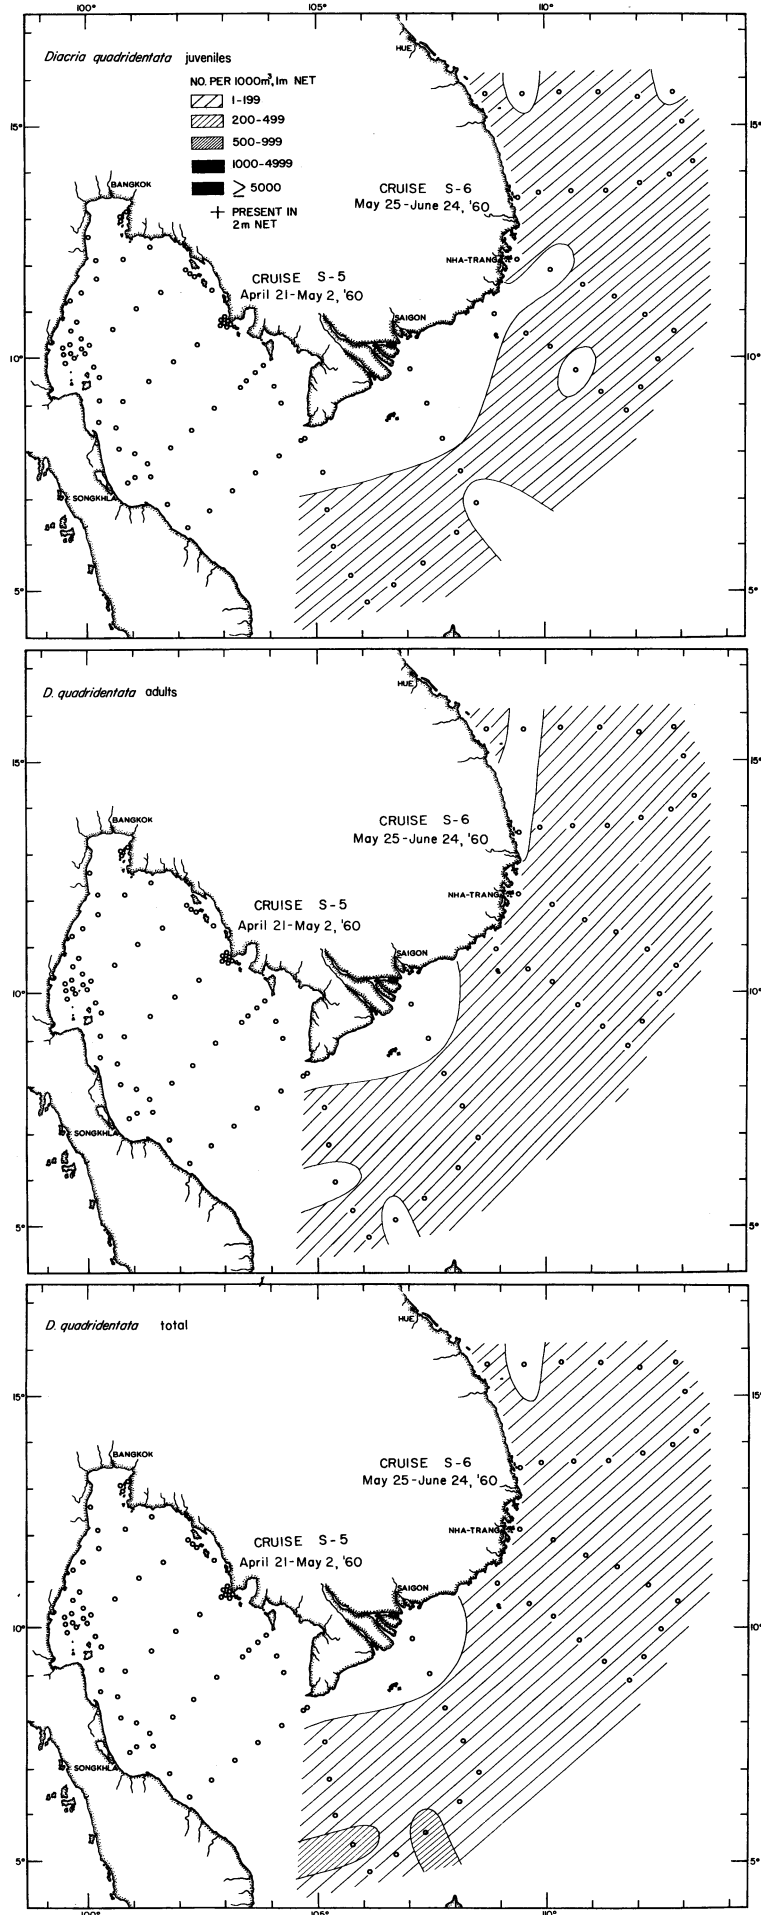 100° 105° 110°
Diacria quadridentata juveniles
NO. PER 1000m³, 1m NET
1-199
200-499
500-999
1000-4999
≥ 5000
+ PRESENT IN
2m NET
HUE
15° 15°
BANGKOK
CRUISE S-6
May 25-June 24, '60
NHA-TRANG
CRUISE S-5
April 21-May 2, '60
SAIGON
10° 10°
SONGKHLA
5° 5°
D. quadridentata adults
HUE
15° 15°
BANGKOK
CRUISE S-6
May 25-June 24, '60
NHA-TRANG
CRUISE S-5
April 21-May 2, '60
SAIGON
10° 10°
SONGKHLA
5° 5°
D. quadridentata total
HUE
15° 15°
BANGKOK
CRUISE S-6
May 25-June 24, '60
NHA-TRANG
CRUISE S-5
April 21-May 2, '60
SAIGON
10° 10°
SONGKHLA
5° 5°
100° 105° 110°